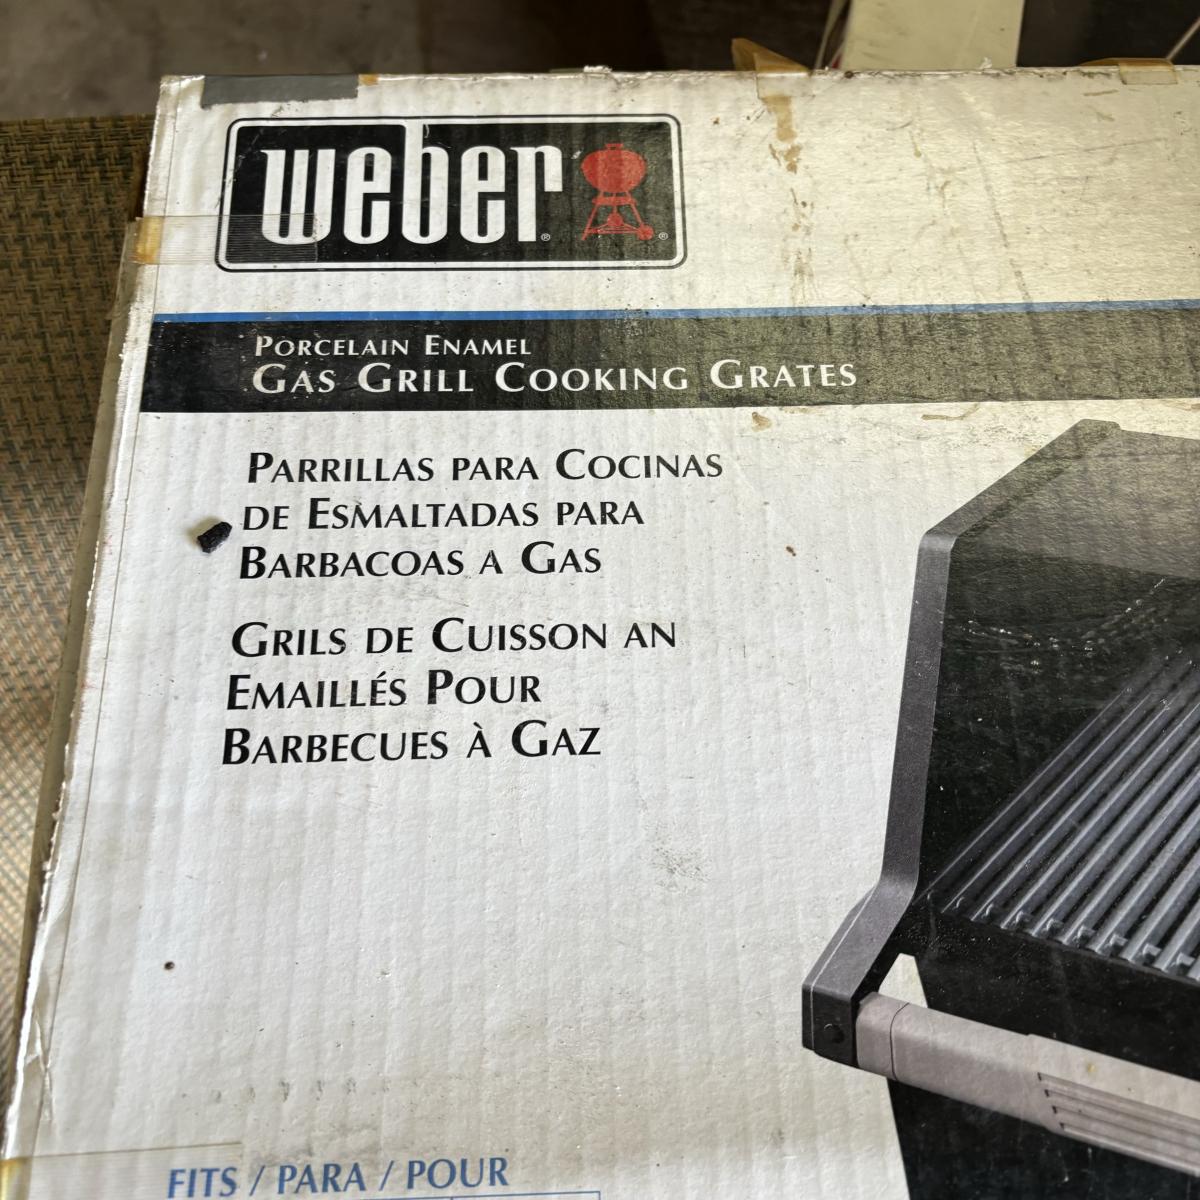 weber
PORCELAIN ENAMEL
GAS GRILL COOKING GRATES
PARRILLAS PARA COCINAS
DE ESMALTADAS PARA
BARBACOAS A GAS
GRILS DE CUISSON AN
EMAILLÉS POUR
BARBECUES À GAZ
FITS / PARA / POUR